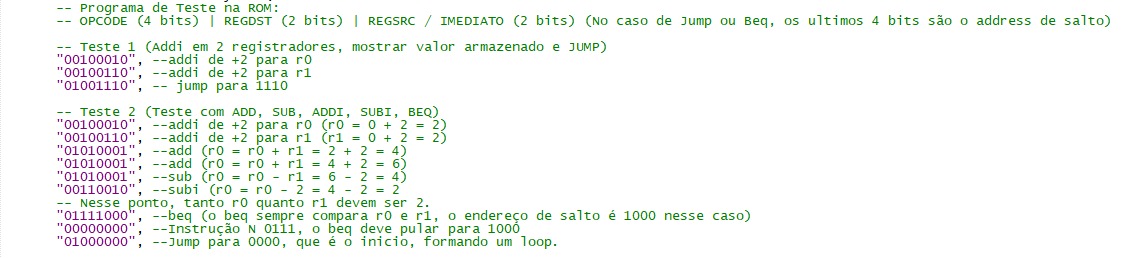 -- Programa de Teste na ROM:
-- OPCODE (4 bits) | REGDST (2 bits) | REGSRC / IMEDIATO (2 bits) (No caso de Jump ou Beq, os ultimos 4 bits são o address de salto)
-- Teste 1 (Addi em 2 registradores, mostrar valor armazenado e JUMP)
"00100010", --addi de +2 para r0
"00100110", --addi de +2 para r1
"01001110", -- jump para 1110
-- Teste 2 (Teste com ADD, SUB, ADDI, SUBI, BEQ)
"00100010", --addi de +2 para r0 (r0 = 0 + 2 = 2)
"00100110", --addi de +2 para r1 (r1 = 0 + 2 = 2)
"01010001", --add (r0 = r0 + r1 = 2 + 2 = 4)
"01010001", --add (r0 = r0 + r1 = 4 + 2 = 6)
"01010001", --sub (r0 = r0 - r1 = 6 - 2 = 4)
"00110010", --subi (r0 = r0 - 2 = 4 - 2 = 2
-- Nesse ponto, tanto r0 quanto r1 devem ser 2.
"01111000", --beq (o beq sempre compara r0 e r1, o endereço de salto é 1000 nesse caso)
"00000000", --Instrução N 0111, o beq deve pular para 1000
"01000000", --Jump para 0000, que é o inicio, formando um loop.